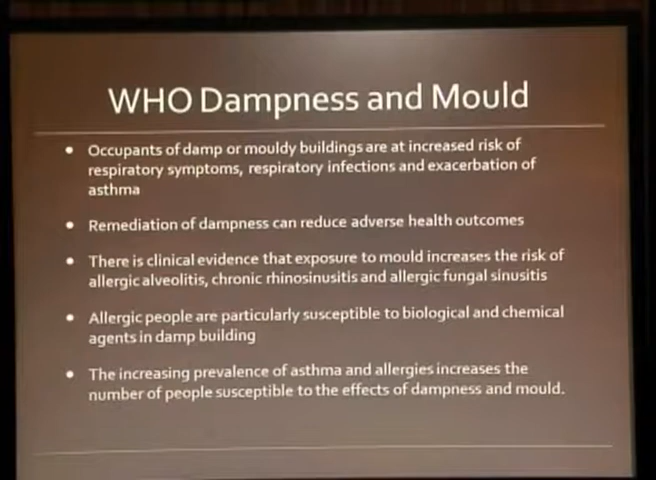 WHO Dampness and Mould
• Occupants of damp or mouldy buildings are at increased risk of
respiratory symptoms, respiratory infections and exacerbation of
asthma
• Remediation of dampness can reduce adverse health outcomes
• There is clinical evidence that exposure to mould increases the risk of
allergic alveolitis, chronic rhinosinusitis and allergic fungal sinusitis
• Allergic people are particularly susceptible to biological and chemical
agents in damp building
• The increasing prevalence of asthma and allergies increases the
number of people susceptible to the effects of dampness and mould.